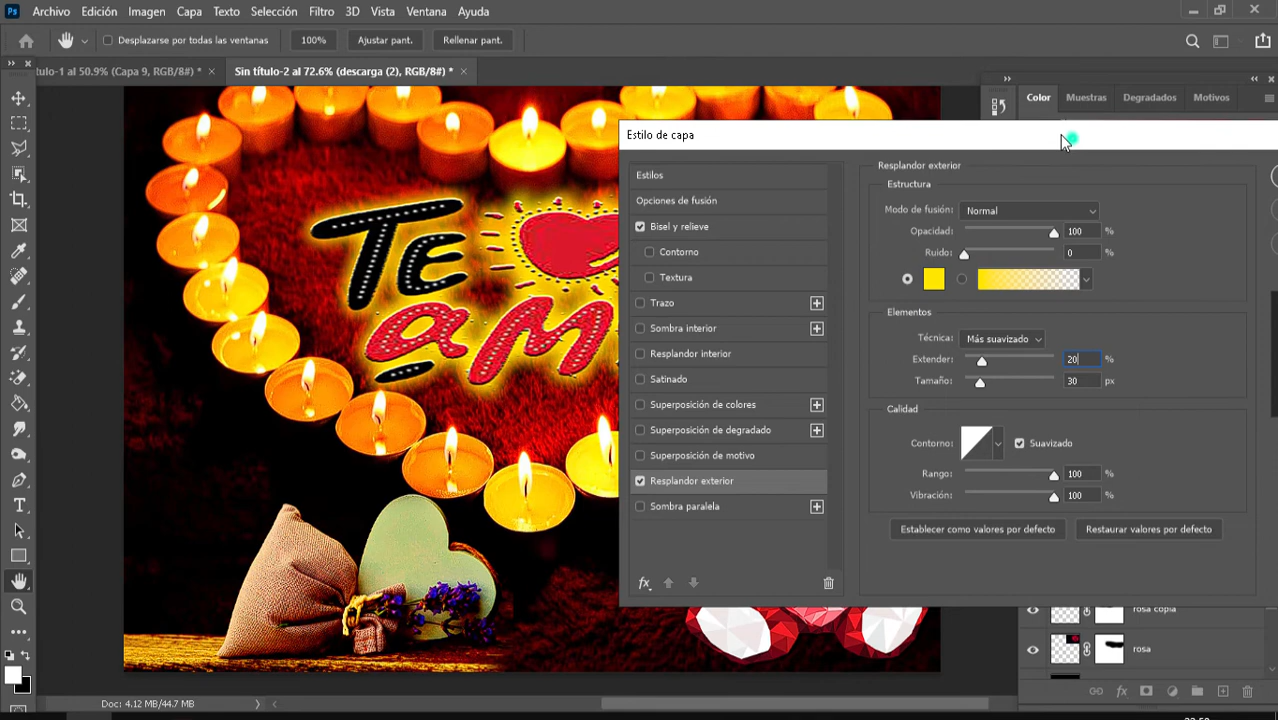 Ps Archivo Edición Imagen Capa Texto Selección Filtro 3D Vista Ventana Ayuda
Desplazarse por todas las ventanas 100% Ajustar pant. Rellenar pant.
tulo-1 al 50.9% (Capa 9, RGB/8#) * × Sin título-2 al 72.6% (descarga (2), RGB/8#) * ×
Color Muestras Degradados Motivos
Estilo de capa
Estilos
Opciones de fusión
Bisel y relieve
Contorno
Textura
Trazo
Sombra interior
Resplandor interior
Satinado
Superposición de colores
Superposición de degradado
Superposición de motivo
Resplandor exterior
Sombra paralela
fx
Resplandor exterior
Estructura
Modo de fusión: Normal
Opacidad: 100 %
Ruido: 0 %
Elementos
Técnica: Más suavizado
Extender: 20 %
Tamaño: 30 px
Calidad
Contorno: Suavizado
Rango: 100 %
Vibración: 100 %
Establecer como valores por defecto Restaurar valores por defecto
TE
am
rosa copia
rosa
fx
Doc: 4.12 MB/44.7 MB